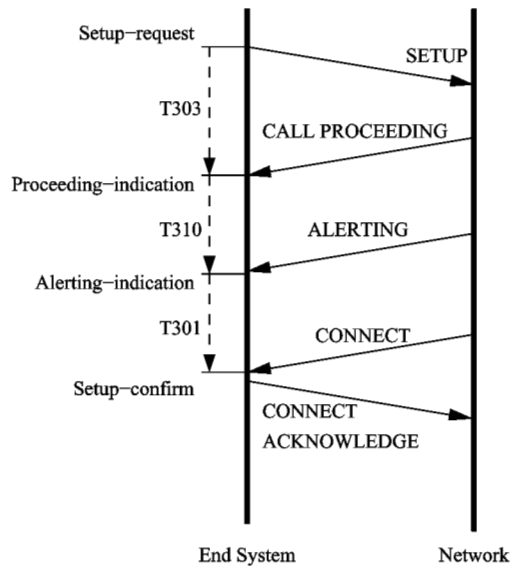 Setup−request
SETUP
T303
CALL PROCEEDING
Proceeding−indication
T310
ALERTING
Alerting−indication
T301
CONNECT
Setup−confirm
CONNECT
ACKNOWLEDGE
End System
Network